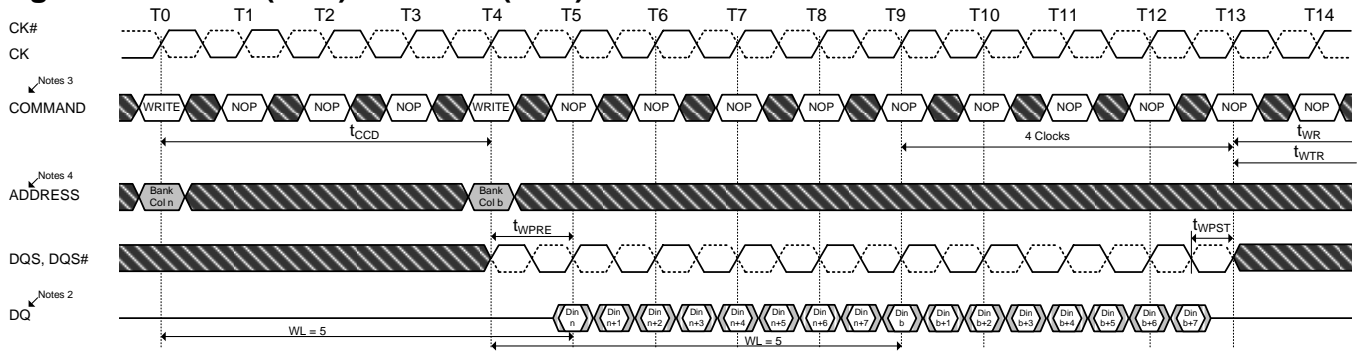 T0 T1 T2 T3 T4 T5 T6 T7 T8 T9 T10 T11 T12 T13 T14
CK#
CK
Notes 3
COMMAND
WRITE NOP NOP NOP WRITE NOP NOP NOP NOP NOP NOP NOP NOP NOP NOP
tCCD
4 Clocks
tWR
tWTR
Notes 4
ADDRESS
Bank Col n
Bank Col b
tWPRE
tWPST
DQS, DQS#
Notes 2
DQ
Din n Din n+1 Din n+2 Din n+3 Din n+4 Din n+5 Din n+6 Din n+7 Din b Din b+1 Din b+2 Din b+3 Din b+4 Din b+5 Din b+6 Din b+7
WL = 5
WL = 5